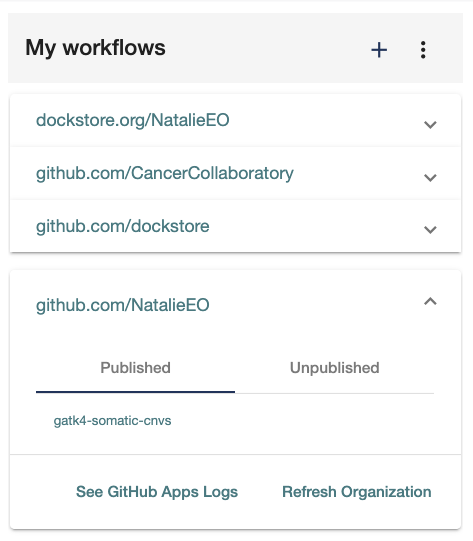 My workflows
dockstore.org/NatalieEO
github.com/CancerCollaboratory
github.com/dockstore
github.com/NatalieEO
Published Unpublished
gatk4-somatic-cnvs
See GitHub Apps Logs Refresh Organization